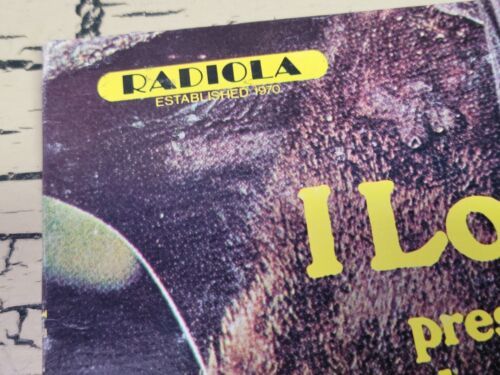 RADIOLA
ESTABLISHED 1970
I Lo
pres